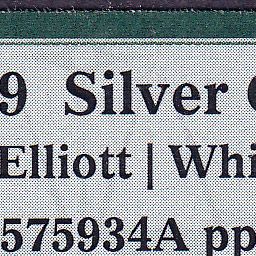 9 Silver
Elliott | Whi
575934A pp